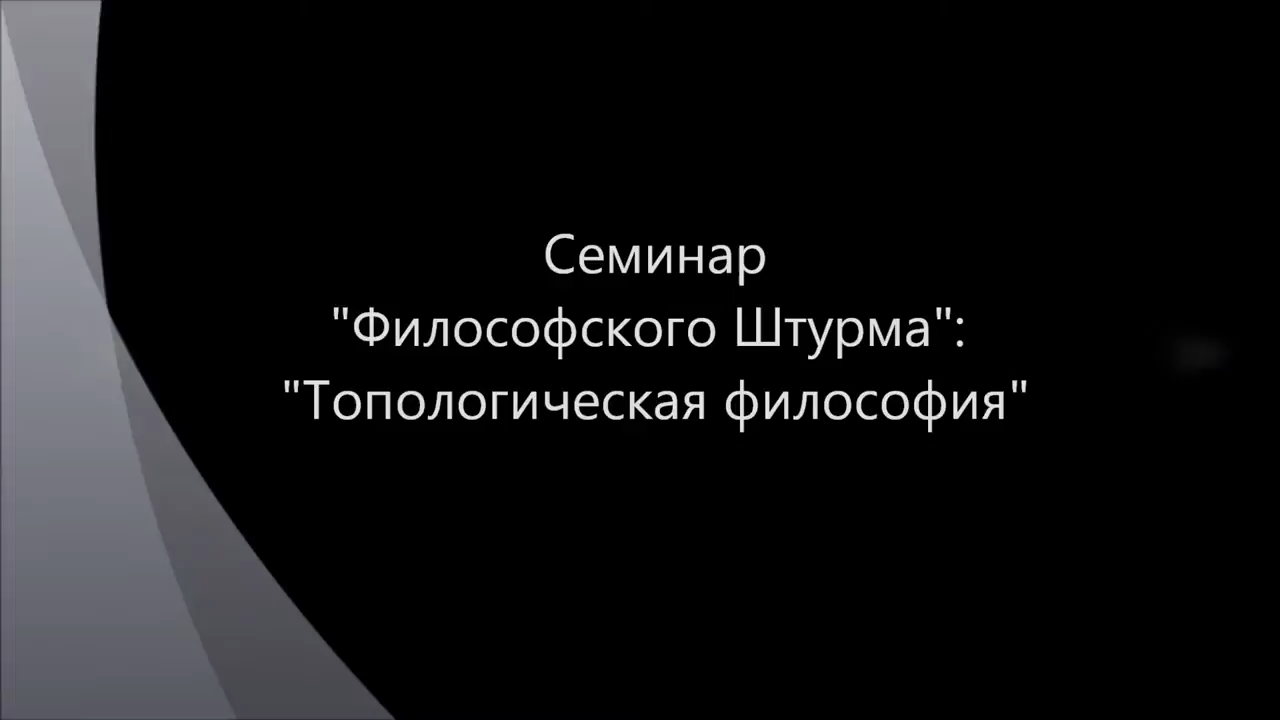 Семинар
"Философского Штурма":
"Топологическая философия"